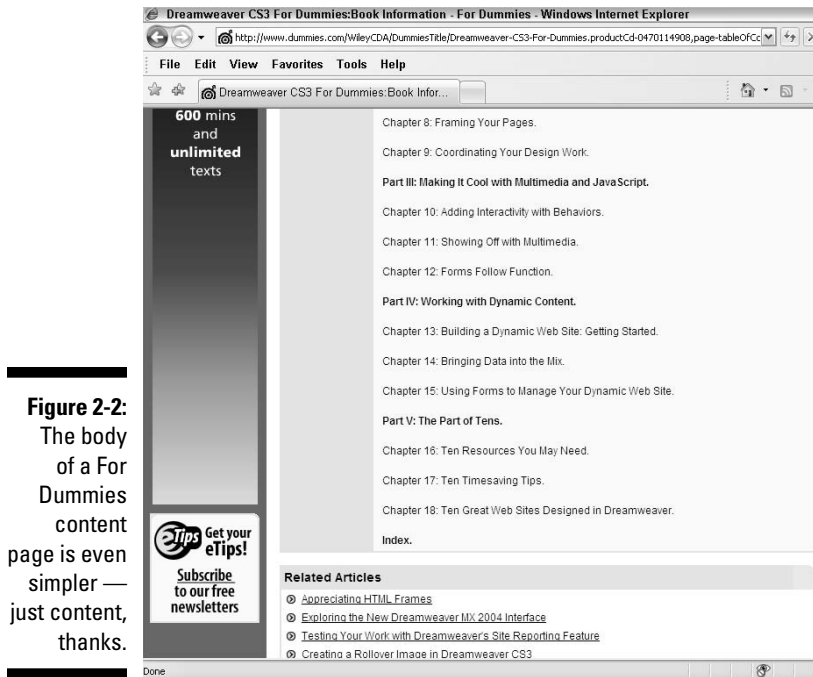 Dreamweaver CS3 For Dummies:Book Information - For Dummies - Windows Internet Explorer
http://www.dummies.com/WileyCDA/DummiesTitle/Dreamweaver-CS3-For-Dummies.productCd-0470114908,page-tableOfCc
File Edit View Favorites Tools Help
Dreamweaver CS3 For Dummies:Book Infor...
600 mins
and
unlimited
texts
Chapter 8: Framing Your Pages.
Chapter 9: Coordinating Your Design Work.
Part III: Making It Cool with Multimedia and JavaScript.
Chapter 10: Adding Interactivity with Behaviors.
Chapter 11: Showing Off with Multimedia.
Chapter 12: Forms Follow Function.
Part IV: Working with Dynamic Content.
Chapter 13: Building a Dynamic Web Site: Getting Started.
Chapter 14: Bringing Data into the Mix.
Chapter 15: Using Forms to Manage Your Dynamic Web Site.
Part V: The Part of Tens.
Chapter 16: Ten Resources You May Need.
Chapter 17: Ten Timesaving Tips.
Chapter 18: Ten Great Web Sites Designed in Dreamweaver.
Index.
eTips Get your
eTips!
Subscribe
to our free
newsletters
Related Articles
Appreciating HTML Frames
Exploring the New Dreamweaver MX 2004 Interface
Testing Your Work with Dreamweaver's Site Reporting Feature
Creating a Rollover Image in Dreamweaver CS3
Done
Figure 2-2:
The body
of a For
Dummies
content
page is even
simpler —
just content,
thanks.